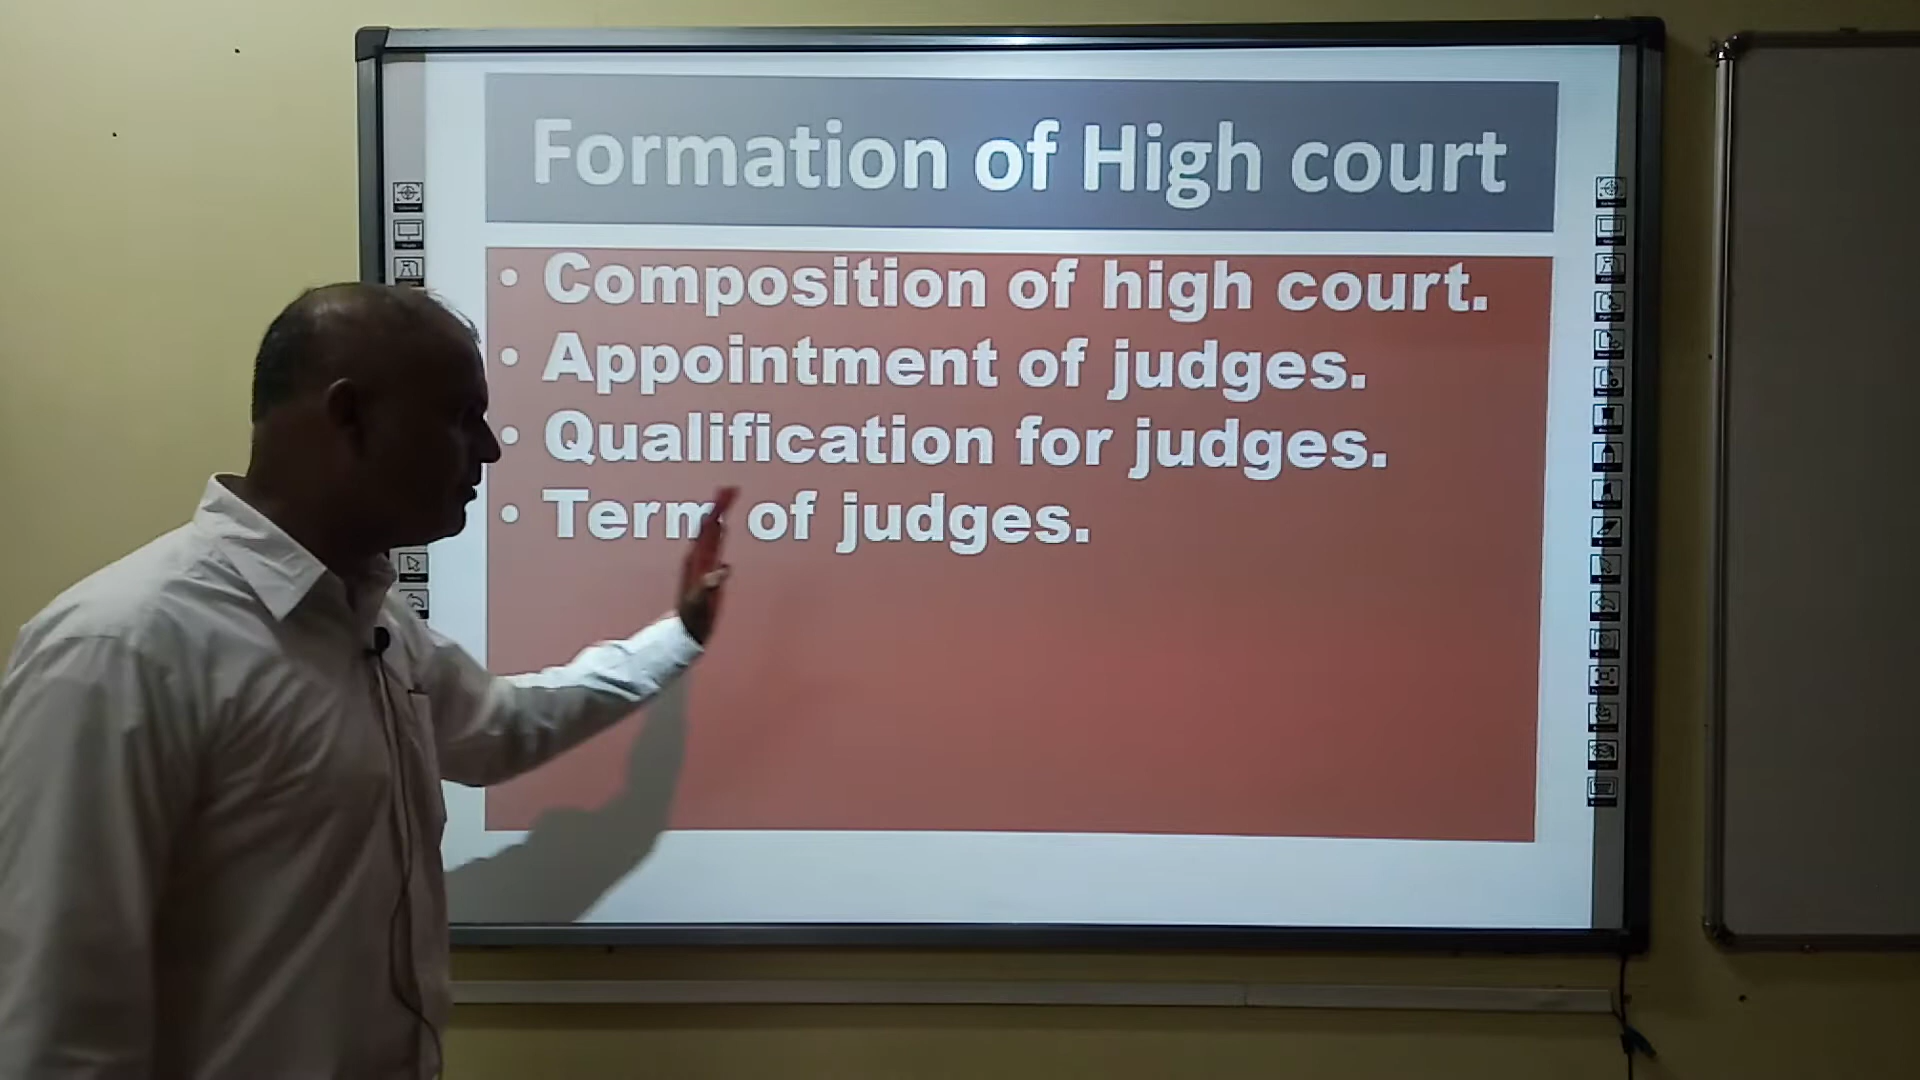 Formation of High court
• Composition of high court.
• Appointment of judges.
• Qualification for judges.
• Term of judges.